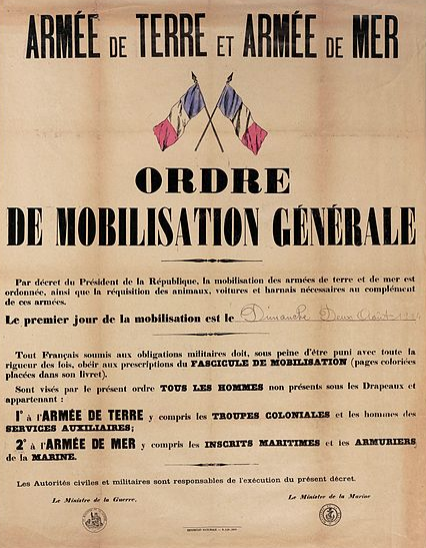 ARMÉE DE TERRE ET ARMÉE DE MER
ORDRE
DE MOBILISATION GÉNÉRALE
Par décret du Président de la République, la mobilisation des armées de terre et de mer est
ordonnée, ainsi que la réquisition des animaux, voitures et harnais nécessaires au complément
de ces armées.
Le premier jour de la mobilisation est le Dimanche Deux Août
Tout Français soumis aux obligations militaires doit, sous peine d'être puni avec toute la
rigueur des lois, obéir aux prescriptions du FASCICULE DE MOBILISATION (pages coloriées
placées dans son livret).
Sont visés par le présent ordre TOUS LES HOMMES non présents sous les Drapeaux et
appartenant :
1° à l'ARMÉE DE TERRE y compris les TROUPES COLONIALES et les hommes des
SERVICES AUXILIAIRES;
2° à l'ARMÉE DE MER y compris les INSCRITS MARITIMES et les ARMURIERS
de la MARINE.
Les Autorités civiles et militaires sont responsables de l'exécution du présent décret.
Le Ministre de la Guerre,
Le Ministre de la Marine